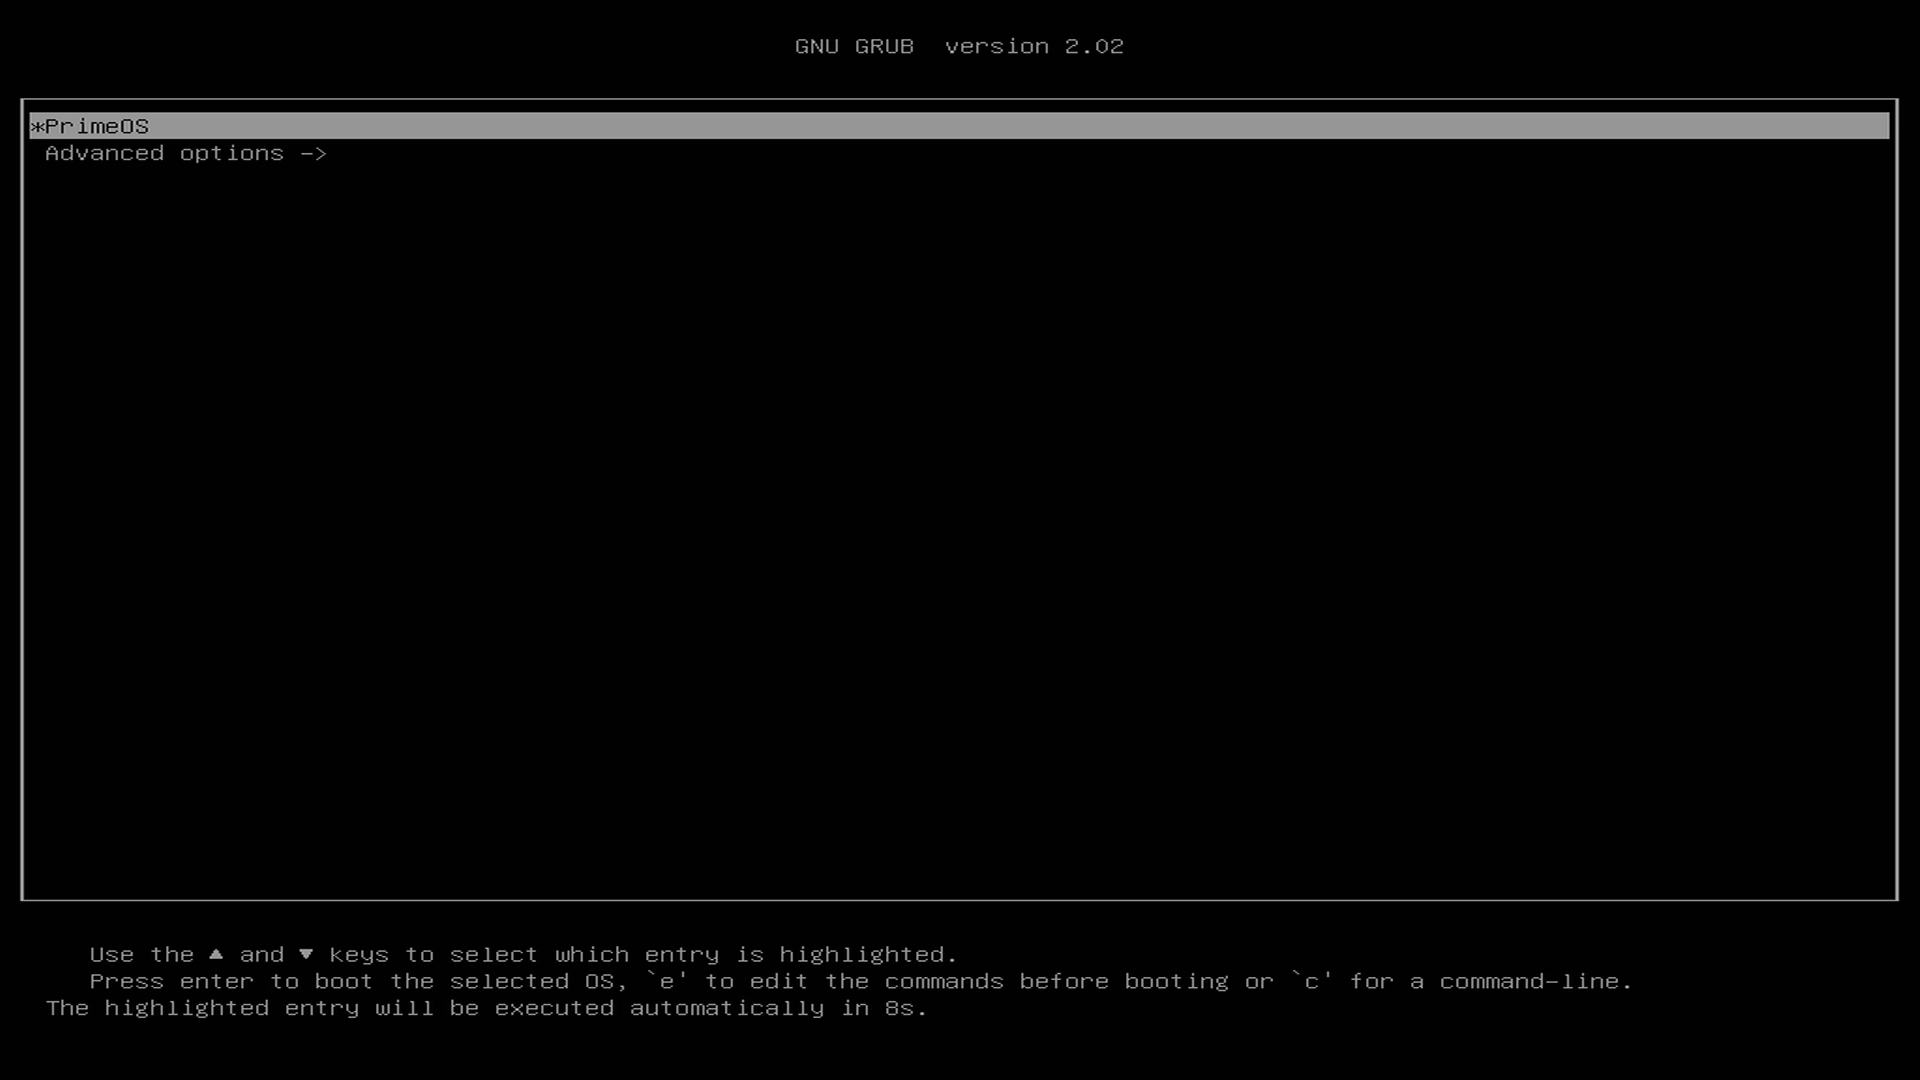 GNU GRUB  version 2.02
*PrimeOS
Advanced options ->
Use the ▲ and ▼ keys to select which entry is highlighted.
Press enter to boot the selected OS, `e' to edit the commands before booting or `c' for a command-line.
The highlighted entry will be executed automatically in 8s.